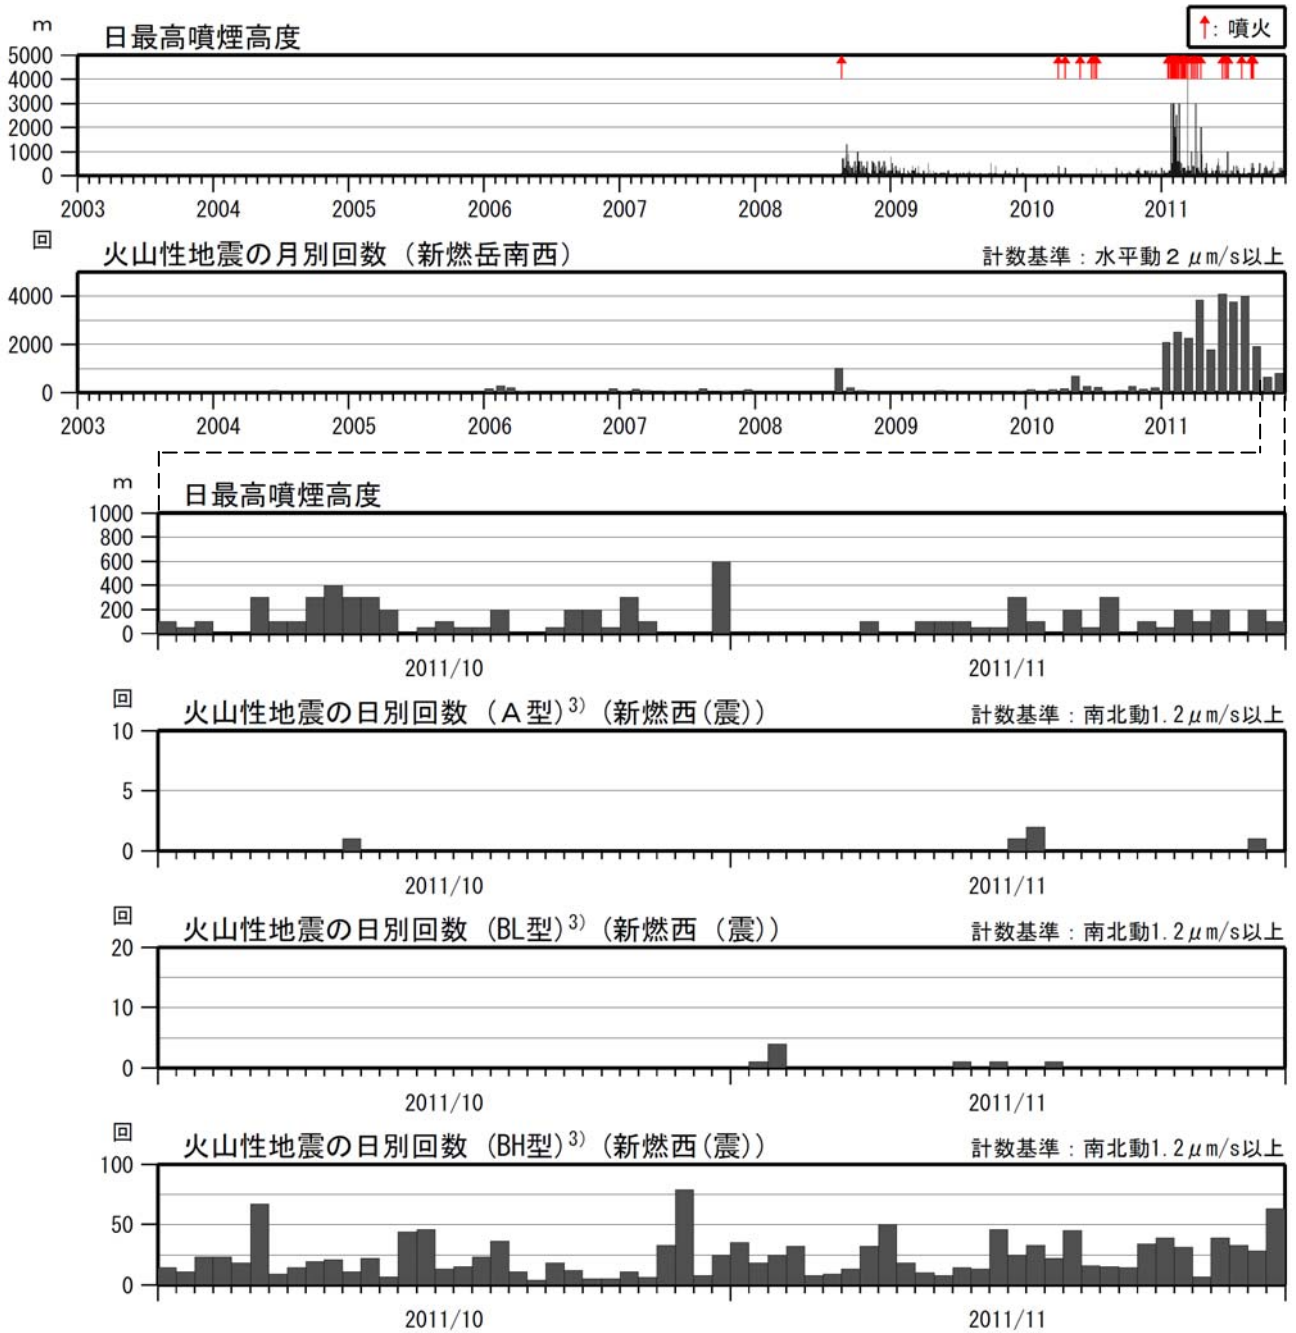 m
日最高噴煙高度
↑: 噴火
5000
4000
3000
2000
1000
0
2003 2004 2005 2006 2007 2008 2009 2010 2011
回
火山性地震の月別回数（新燃岳南西）
計数基準：水平動２μm/s以上
4000
2000
0
2003 2004 2005 2006 2007 2008 2009 2010 2011
m
日最高噴煙高度
1000
800
600
400
200
0
2011/10 2011/11
回
火山性地震の日別回数（Ａ型）3)（新燃西(震)）
計数基準：南北動1.2μm/s以上
10
5
0
2011/10 2011/11
回
火山性地震の日別回数（BL型）3)（新燃西（震））
計数基準：南北動1.2μm/s以上
20
10
0
2011/10 2011/11
回
火山性地震の日別回数（BH型）3)（新燃西(震)）
計数基準：南北動1.2μm/s以上
100
50
0
2011/10 2011/11